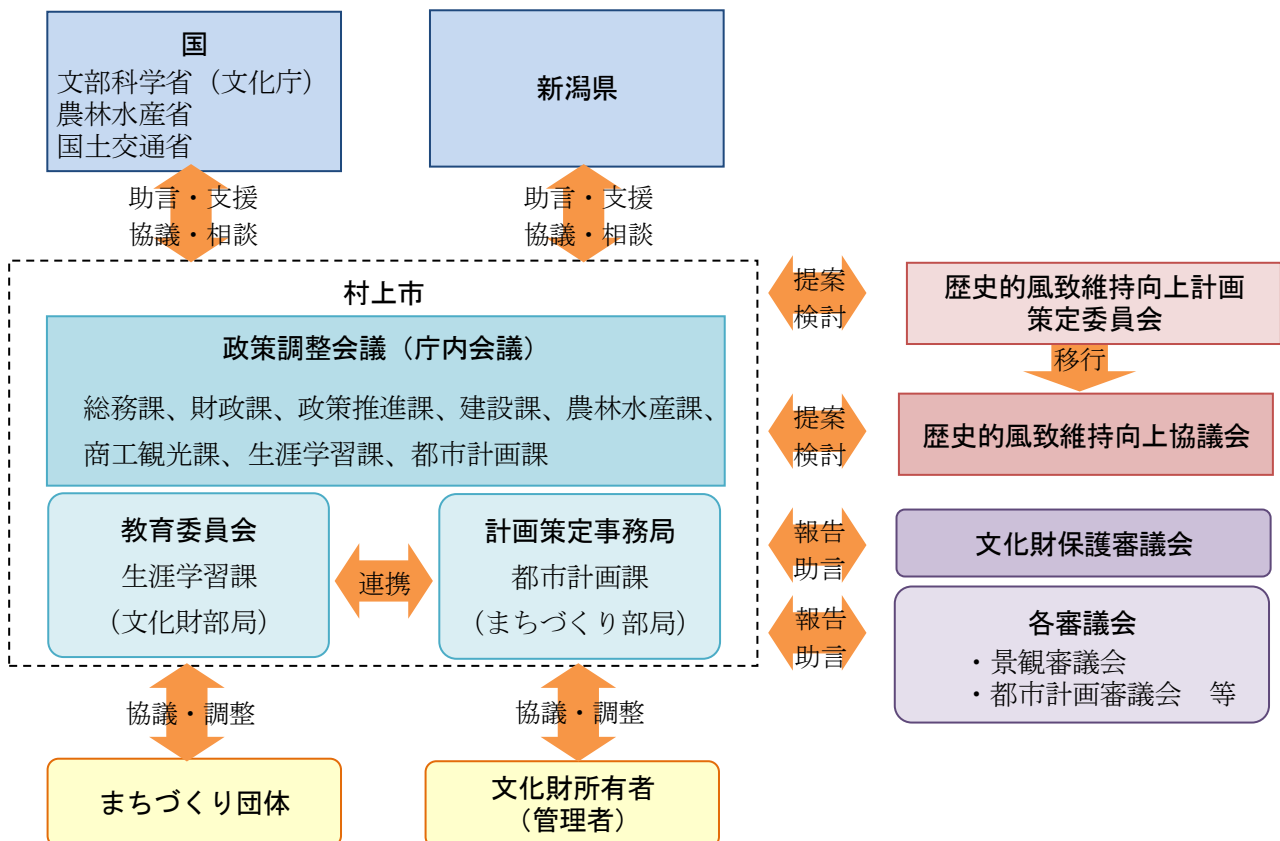 国
文部科学省（文化庁）
農林水産省
国土交通省
新潟県
助言・支援
協議・相談
助言・支援
協議・相談
村上市
政策調整会議（庁内会議）
総務課、財政課、政策推進課、建設課、農林水産課、
商工観光課、生涯学習課、都市計画課
教育委員会
生涯学習課
（文化財部局）
連携
計画策定事務局
都市計画課
（まちづくり部局）
提案
検討
歴史的風致維持向上計画
策定委員会
移行
提案
検討
歴史的風致維持向上協議会
報告
助言
文化財保護審議会
報告
助言
各審議会
・景観審議会
・都市計画審議会　等
協議・調整
協議・調整
まちづくり団体
文化財所有者
（管理者）